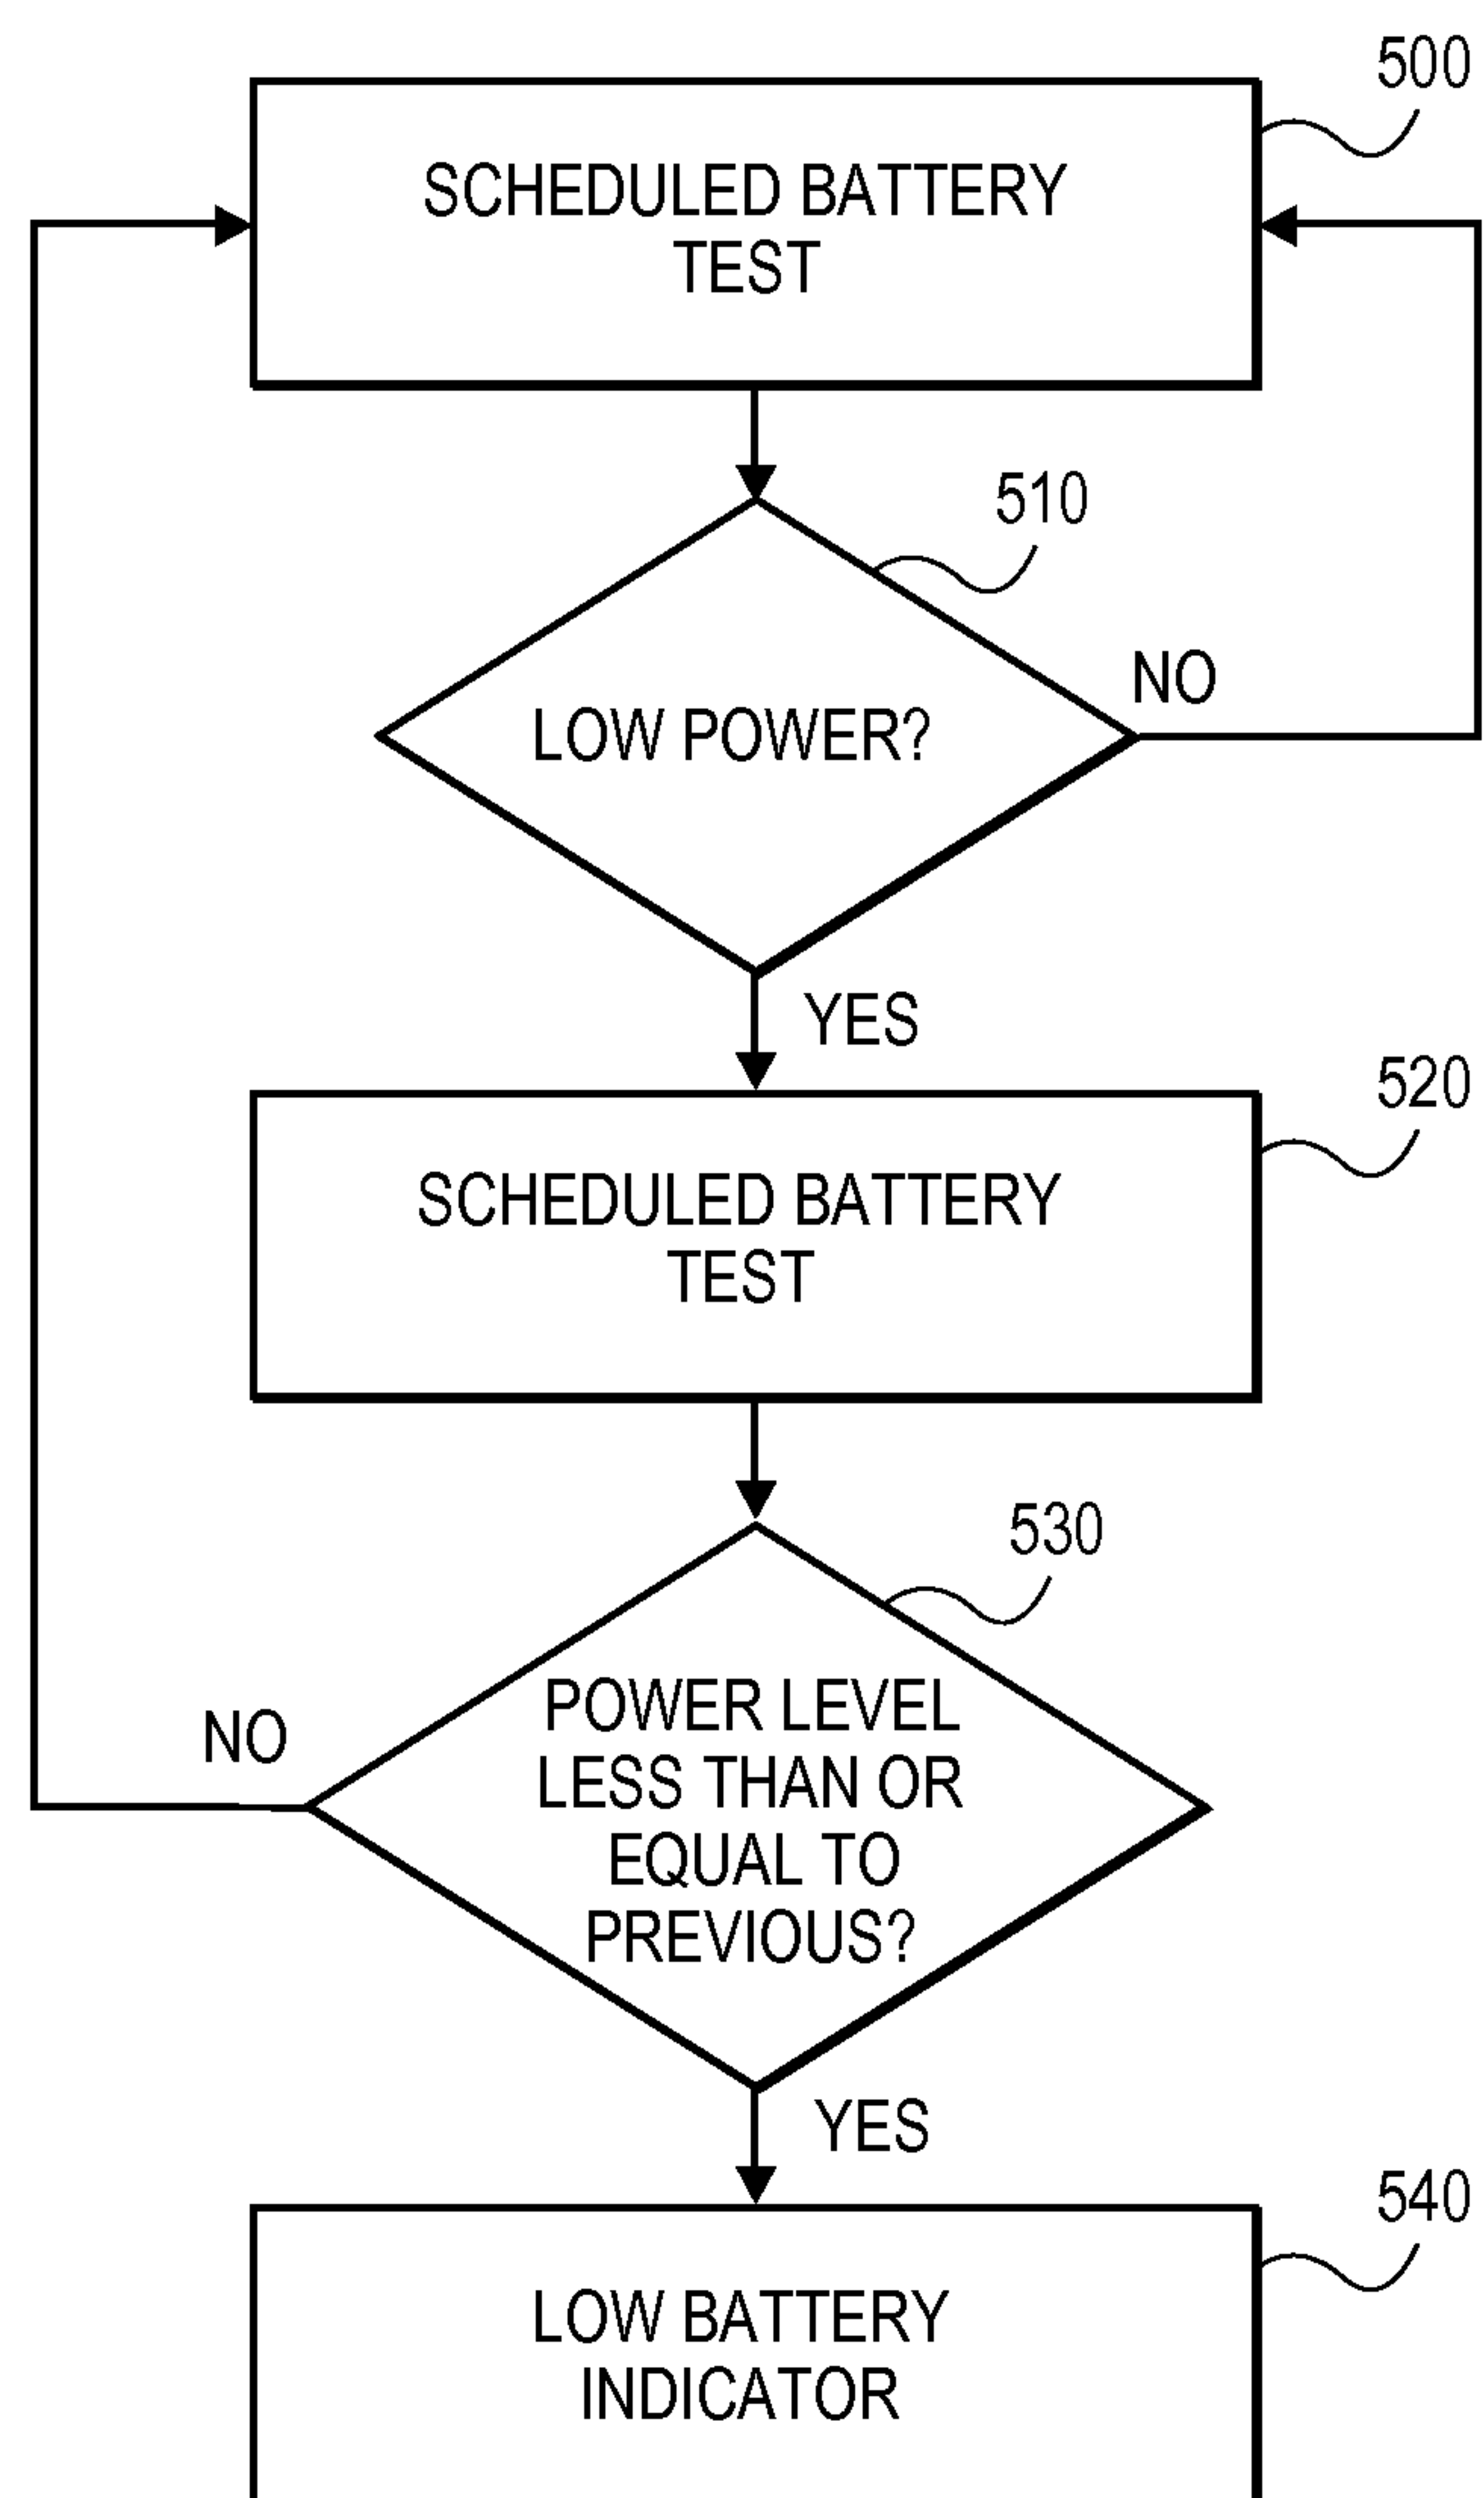 500
SCHEDULED BATTERY
TEST
510
LOW POWER?
NO
YES
520
SCHEDULED BATTERY
TEST
530
POWER LEVEL
LESS THAN OR
EQUAL TO
PREVIOUS?
NO
YES
540
LOW BATTERY
INDICATOR